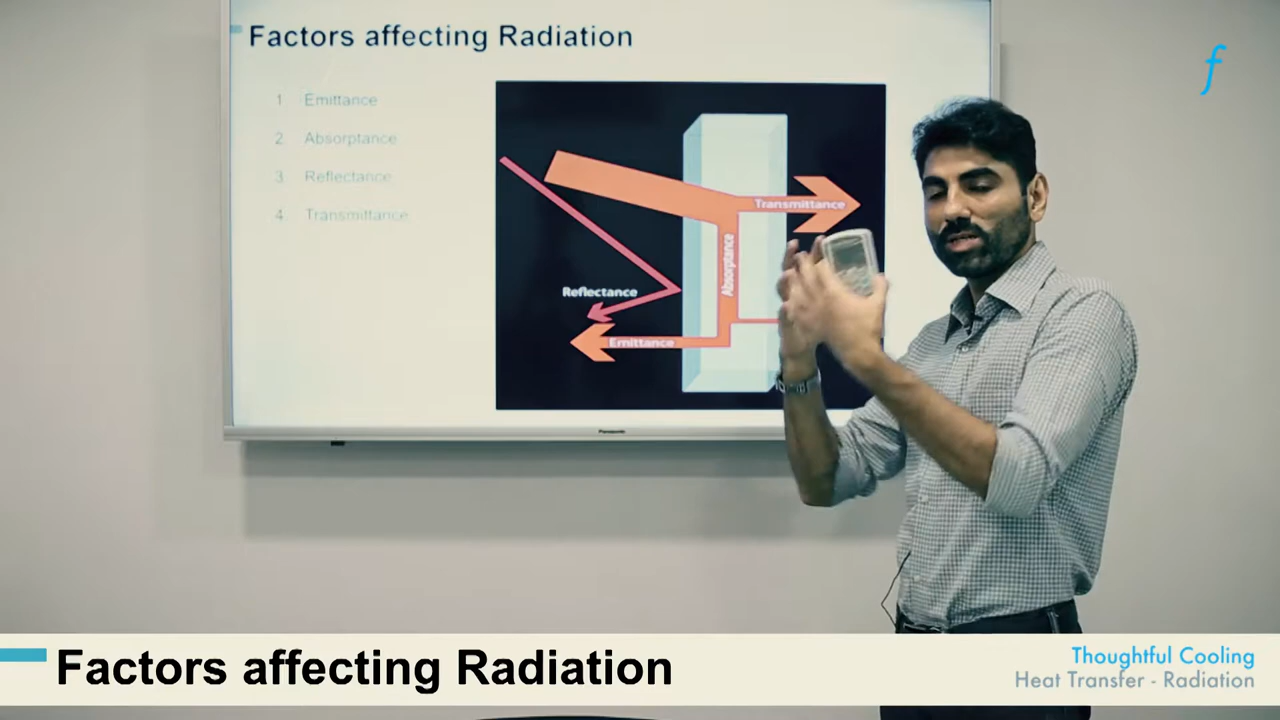 Factors affecting Radiation
1 Emittance
2 Absorptance
3 Reflectance
4 Transmittance
Transmittance
Absorptance
Reflectance
Emittance
Panasonic
f
Factors affecting Radiation
Thoughtful Cooling
Heat Transfer - Radiation